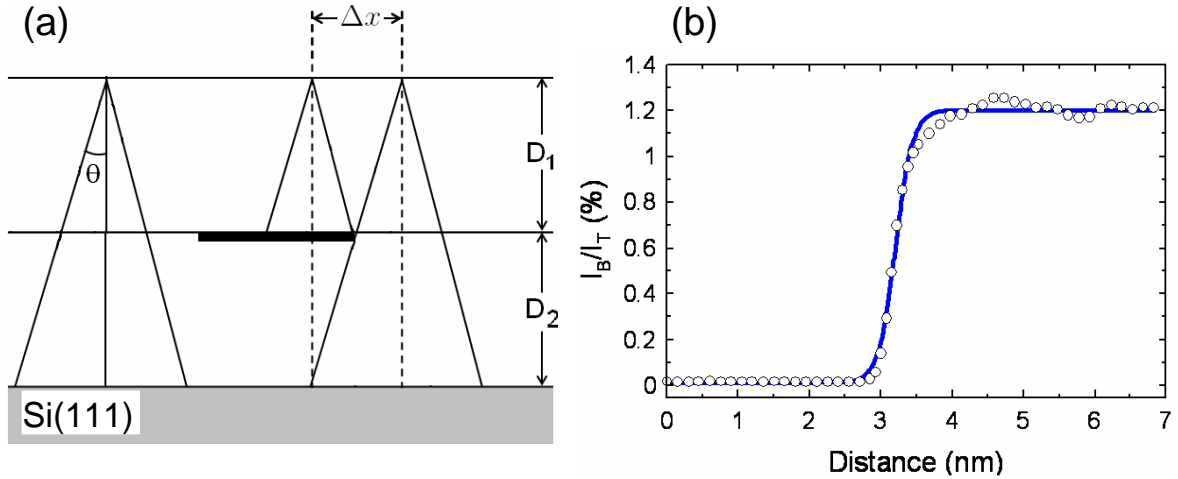 (a)
Δx
θ
D1
D2
Si(111)
(b)
1.4
1.2
1
0.8
0.6
0.4
0.2
0
IB/IT (%)
0 1 2 3 4 5 6 7
Distance (nm)